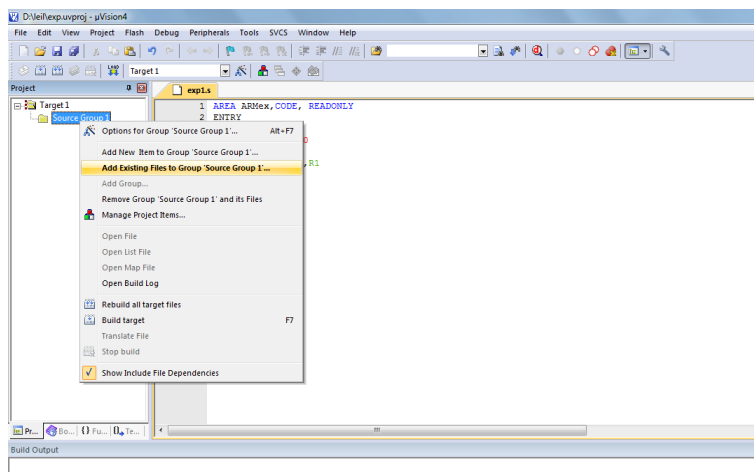 D:\leil\exp.uvproj - µVision4
File Edit View Project Flash Debug Peripherals Tools SVCS Window Help
Target 1
Project
exp1.s
Target 1
Source Group 1
1 AREA ARMex,CODE, READONLY
2 ENTRY
0
,R1
Options for Group 'Source Group 1'... Alt+F7
Add New Item to Group 'Source Group 1'...
Add Existing Files to Group 'Source Group 1'...
Add Group...
Remove Group 'Source Group 1' and its Files
Manage Project Items...
Open File
Open List File
Open Map File
Open Build Log
Rebuild all target files
Build target F7
Translate File
Stop build
Show Include File Dependencies
Pr... Bo... {} Fu... 0 Te...
Build Output